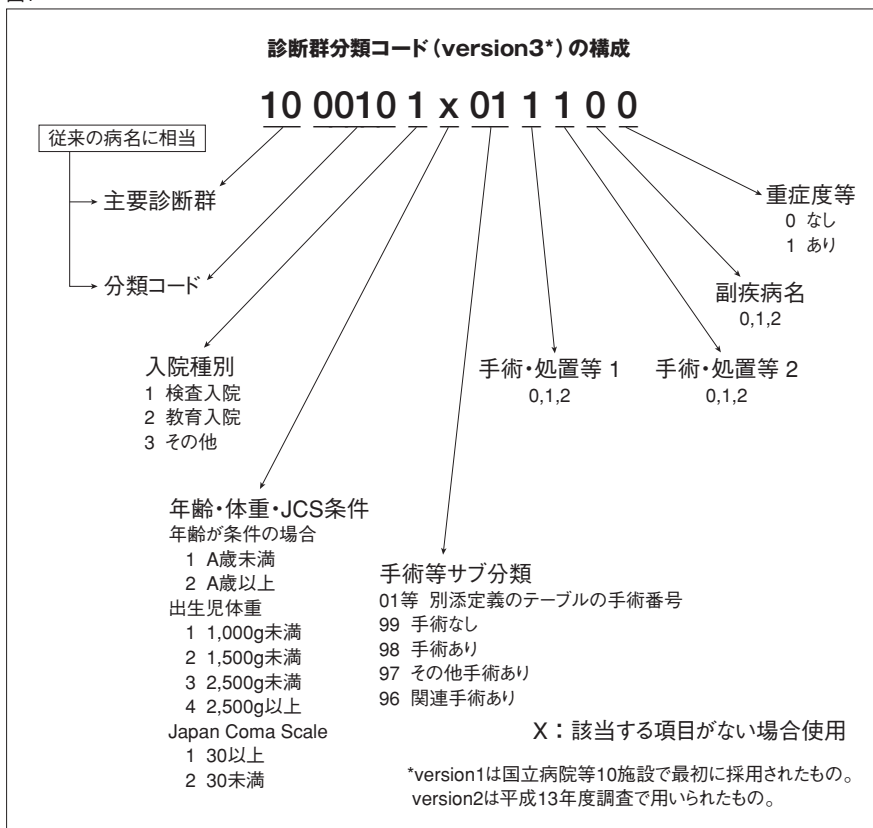 診断群分類コード（version3*）の構成
10 0010 1 x 01 1 1 0 0
従来の病名に相当
主要診断群
分類コード
入院種別
1 検査入院
2 教育入院
3 その他
年齢・体重・JCS条件
年齢が条件の場合
1 A歳未満
2 A歳以上
出生児体重
1 1,000g未満
2 1,500g未満
3 2,500g未満
4 2,500g以上
Japan Coma Scale
1 30以上
2 30未満
手術等サブ分類
01等 別添定義のテーブルの手術番号
99 手術なし
98 手術あり
97 その他手術あり
96 関連手術あり
手術・処置等 1
0,1,2
手術・処置等 2
0,1,2
副疾病名
0,1,2
重症度等
0 なし
1 あり
X：該当する項目がない場合使用
*version1は国立病院等10施設で最初に採用されたもの。
version2は平成13年度調査で用いられたもの。